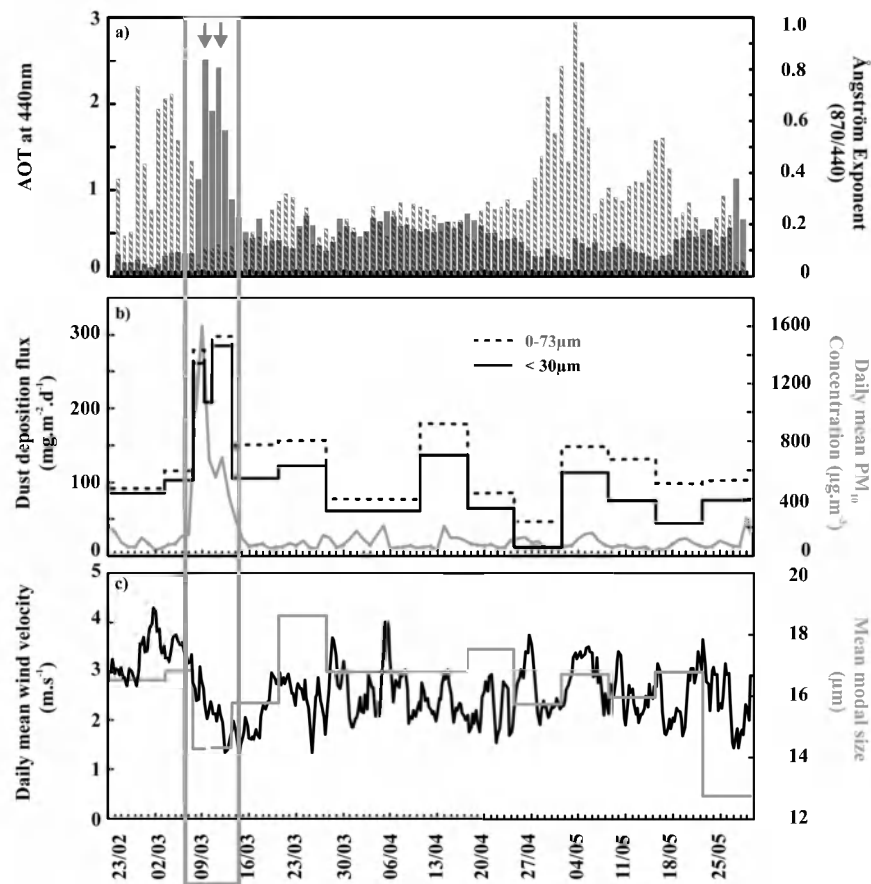 a)
AOT at 440nm
3
2
1
0
1.0
0.8
0.6
0.4
0.2
0
Ångström Exponent
(870/440)
b)
Dust deposition flux
(mg.m⁻².d⁻¹)
300
200
100
0
0-73µm
< 30µm
1600
1200
800
400
0
Daily mean PM₁₀
Concentration (µg.m⁻³)
c)
Daily mean wind velocity
(m.s⁻¹)
5
4
3
2
1
0
20
18
16
14
12
Mean modal size
(µm)
23/02 02/03 09/03 16/03 23/03 30/03 06/04 13/04 20/04 27/04 04/05 11/05 18/05 25/05